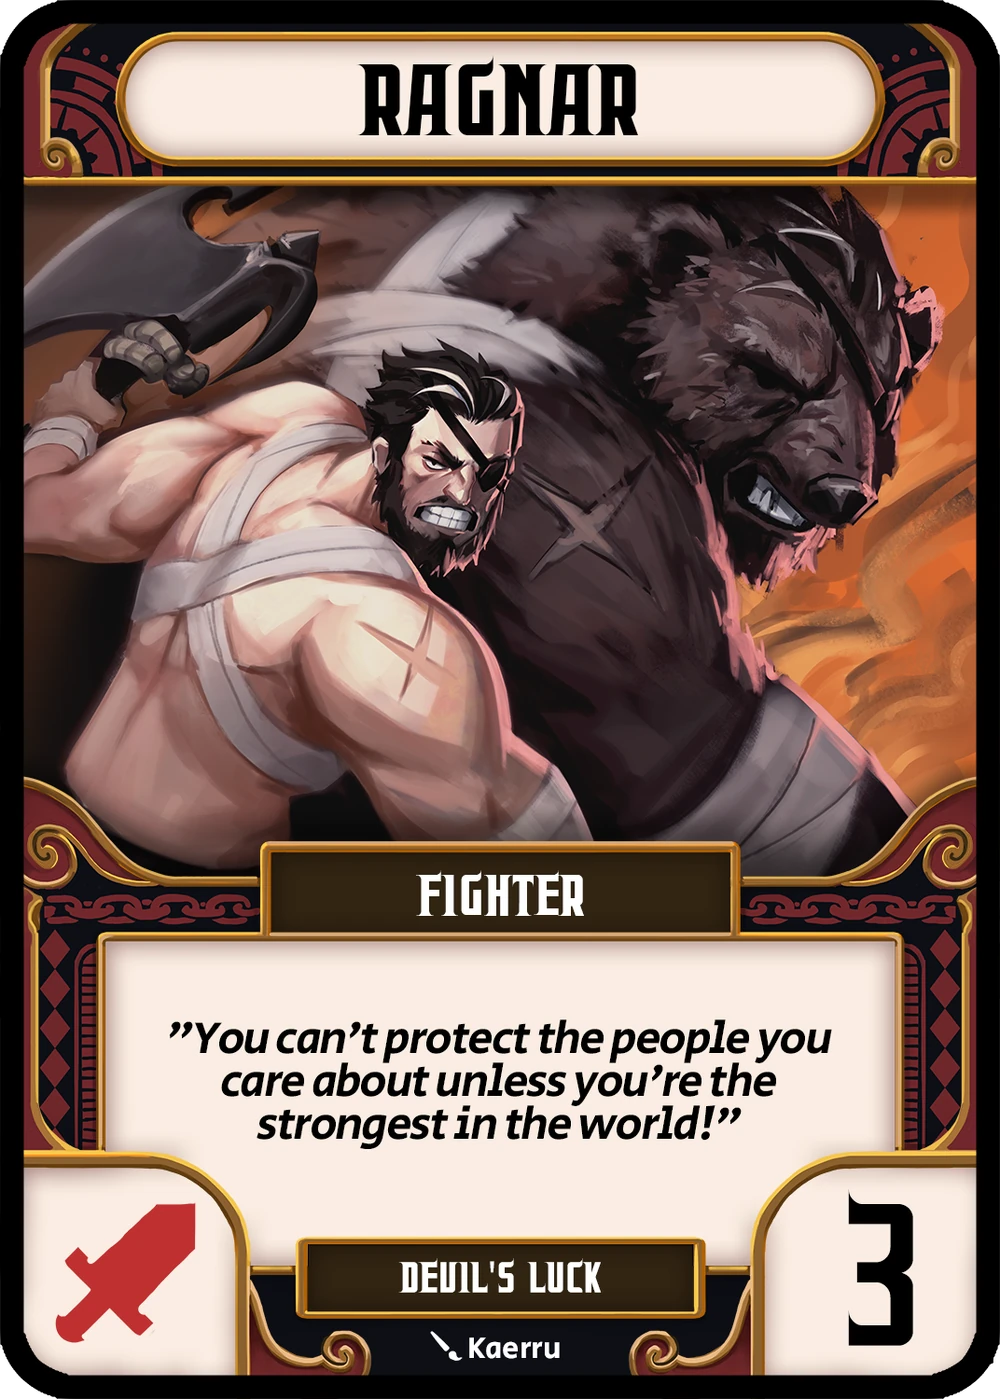 RAGNAR
FIGHTER
”You can’t protect the people you
care about unless you’re the
strongest in the world!”
DEVIL'S LUCK
Kaerru
3